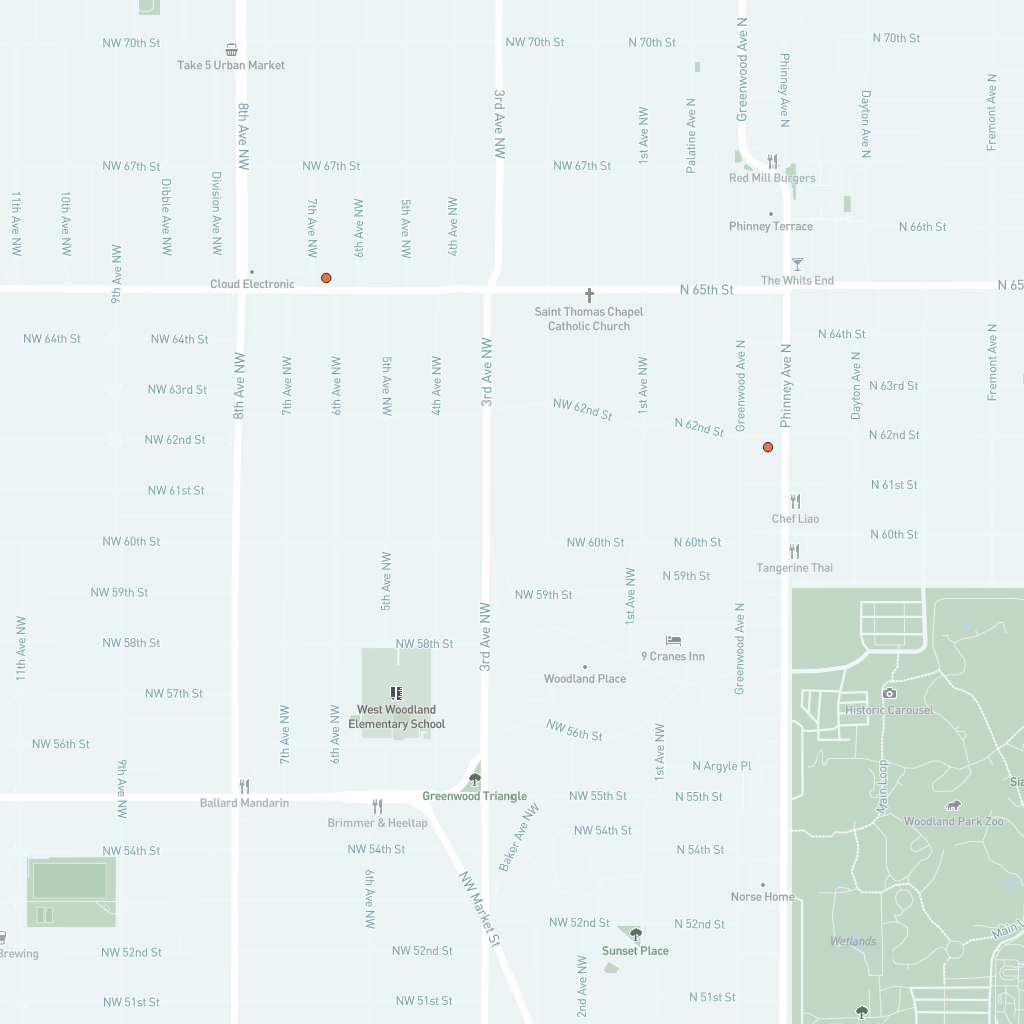 NW 70th St
NW 70th St
N 70th St
N 70th St
Take 5 Urban Market
Greenwood Ave N
Phinney Ave N
8th Ave NW
3rd Ave NW
1st Ave NW
Palatine Ave N
Dayton Ave N
Fremont Ave N
NW 67th St
NW 67th St
NW 67th St
Red Mill Burgers
11th Ave NW
10th Ave NW
Dibble Ave NW
Division Ave NW
7th Ave NW
6th Ave NW
5th Ave NW
4th Ave NW
Phinney Terrace
N 66th St
9th Ave NW
Cloud Electronic
The Whits End
N 65th St
N 65
Saint Thomas Chapel
Catholic Church
NW 64th St
NW 64th St
N 64th St
8th Ave NW
7th Ave NW
6th Ave NW
5th Ave NW
4th Ave NW
3rd Ave NW
1st Ave NW
Greenwood Ave N
Phinney Ave N
Dayton Ave N
Fremont Ave N
NW 63rd St
N 63rd St
NW 62nd St
NW 62nd St
N 62nd St
NW 62nd St
NW 61st St
N 61st St
Chef Liao
NW 60th St
NW 60th St
N 60th St
N 60th St
Tangerine Thai
5th Ave NW
N 59th St
NW 59th St
NW 59th St
1st Ave NW
11th Ave NW
3rd Ave NW
Greenwood Ave N
NW 58th St
NW 58th St
9 Cranes Inn
Woodland Place
NW 57th St
West Woodland
Elementary School
Historic Carousel
7th Ave NW
6th Ave NW
NW 56th St
NW 56th St
1st Ave NW
N Argyle Pl
9th Ave NW
Main Loop
Sia
Ballard Mandarin
Greenwood Triangle
NW 55th St
N 55th St
Brimmer & Heeltap
Woodland Park Zoo
NW 54th St
Baker Ave NW
NW 54th St
NW 54th St
N 54th St
6th Ave NW
NW Market St
Norse Home
NW 52nd St
N 52nd St
Main Lo
Brewing
NW 52nd St
NW 52nd St
Sunset Place
Wetlands
2nd Ave NW
NW 51st St
NW 51st St
N 51st St